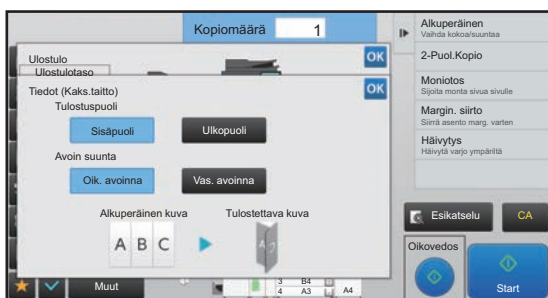 Kopiomäärä 1
Ulostulo OK
Ulostulotaso
Tiedot (Kaks.taitto) OK
Tulostuspuoli
Sisäpuoli Ulkopuoli
Avoin suunta
Oik. avoinna Vas. avoinna
Alkuperäinen kuva Tulostettava kuva
A B C
Muut
3 B4
4 A3 A4
Alkuperäinen
Vaihda kokoa/suuntaa
2-Puol.Kopio
Moniotos
Sijoita monta sivua sivulle
Margin. siirto
Siirrä asento marg. varten
Häivytys
Häivytä varjo ympäriltä
Esikatselu CA
Oikovedos
Start